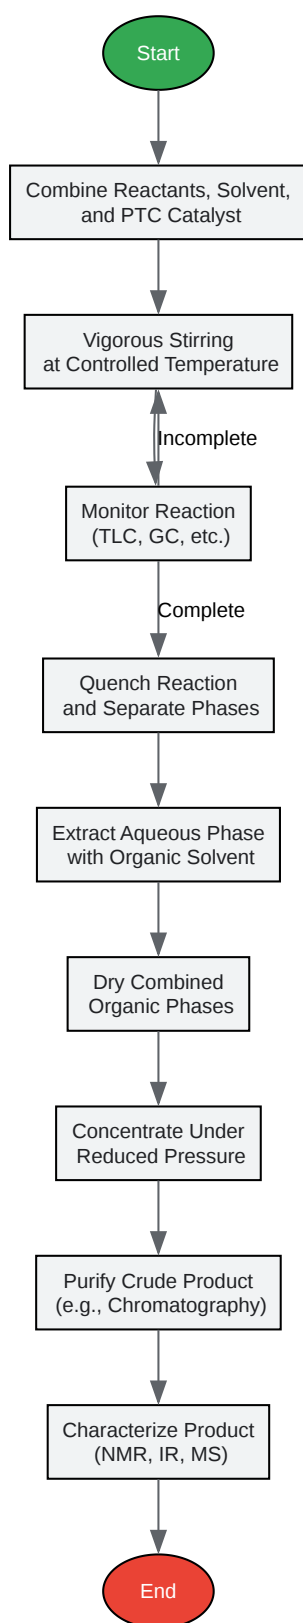 Start
Combine Reactants, Solvent,
and PTC Catalyst
Vigorous Stirring
at Controlled Temperature
Incomplete
Monitor Reaction
(TLC, GC, etc.)
Complete
Quench Reaction
and Separate Phases
Extract Aqueous Phase
with Organic Solvent
Dry Combined
Organic Phases
Concentrate Under
Reduced Pressure
Purify Crude Product
(e.g., Chromatography)
Characterize Product
(NMR, IR, MS)
End